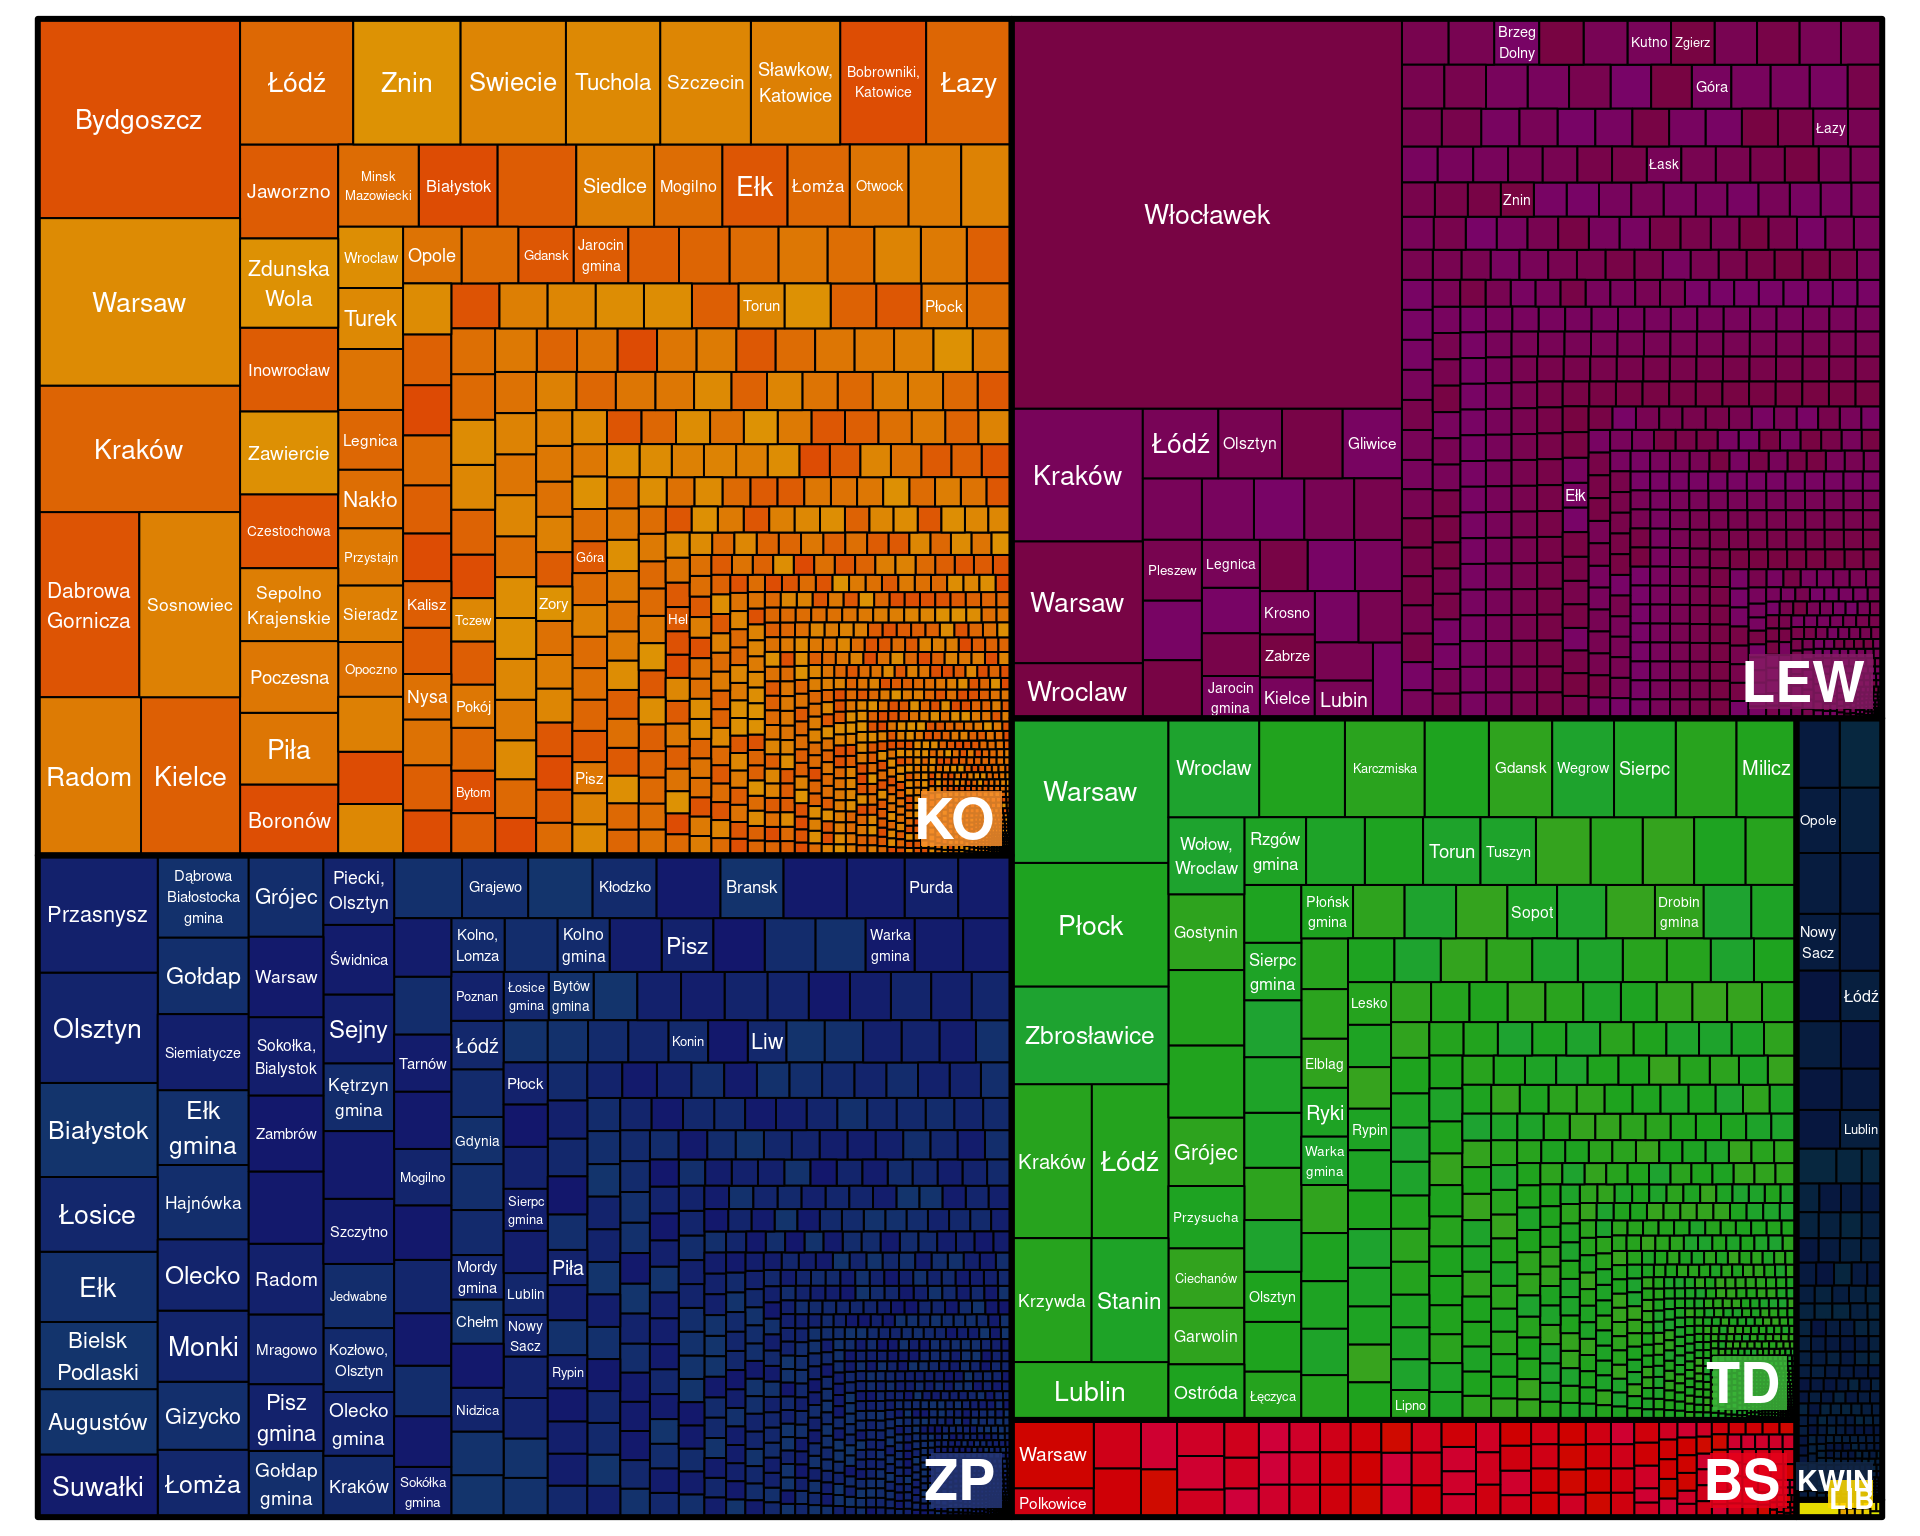 Bydgoszcz
Warsaw
Kraków
Dabrowa
Gornicza
Sosnowiec
Radom
Kielce
Łódź
Znin
Swiecie
Tuchola
Szczecin
Sławkow,
Katowice
Bobrowniki,
Katowice
Łazy
Jaworzno
Zdunska
Wola
Inowrocław
Zawiercie
Czestochowa
Sepolno
Krajenskie
Poczesna
Piła
Boronów
Minsk
Mazowiecki
Białystok
Siedlce
Mogilno
Ełk
Łomża
Otwock
Wroclaw
Turek
Legnica
Nakło
Przystajn
Sieradz
Opoczno
Opole
Gdansk
Jarocin
gmina
Torun
Płock
Kalisz
Nysa
Tczew
Pokój
Bytom
Zory
Góra
Pisz
Hel
KO
Włocławek
Kraków
Warsaw
Wroclaw
Łódź
Olsztyn
Gliwice
Pleszew
Legnica
Krosno
Zabrze
Jarocin
gmina
Kielce
Lubin
Brzeg
Dolny
Kutno
Zgierz
Góra
Łazy
Łask
Znin
Ełk
LEW
Przasnysz
Olsztyn
Białystok
Łosice
Ełk
Bielsk
Podlaski
Augustów
Suwałki
Dąbrowa
Białostocka
gmina
Gołdap
Siemiatycze
Ełk
gmina
Hajnówka
Olecko
Monki
Gizycko
Łomża
Grójec
Warsaw
Sokołka,
Bialystok
Zambrów
Radom
Mragowo
Pisz
gmina
Gołdap
gmina
Piecki,
Olsztyn
Świdnica
Sejny
Kętrzyn
gmina
Szczytno
Jedwabne
Kozłowo,
Olsztyn
Olecko
gmina
Kraków
Grajewo
Kłodzko
Bransk
Purda
Tarnów
Mogilno
Sokółka
gmina
Kolno,
Lomza
Kolno
gmina
Pisz
Warka
gmina
Poznan
Łosice
gmina
Bytów
gmina
Łódź
Konin
Liw
Gdynia
Płock
Sierpc
gmina
Mordy
gmina
Piła
Lublin
Chełm
Nowy
Sacz
Rypin
Nidzica
ZP
Warsaw
Płock
Zbrosławice
Kraków
Łódź
Krzywda
Stanin
Lublin
Wroclaw
Karczmiska
Gdansk
Wegrow
Sierpc
Milicz
Wołow,
Wroclaw
Gostynin
Grójec
Przysucha
Ciechanów
Garwolin
Ostróda
Rzgów
gmina
Torun
Tuszyn
Sierpc
gmina
Olsztyn
Łęczyca
Płońsk
gmina
Sopot
Drobin
gmina
Elblag
Ryki
Warka
gmina
Lesko
Rypin
Lipno
TD
Warsaw
Polkowice
BS
Opole
Nowy
Sacz
Łódź
Lublin
KWIN
LIB